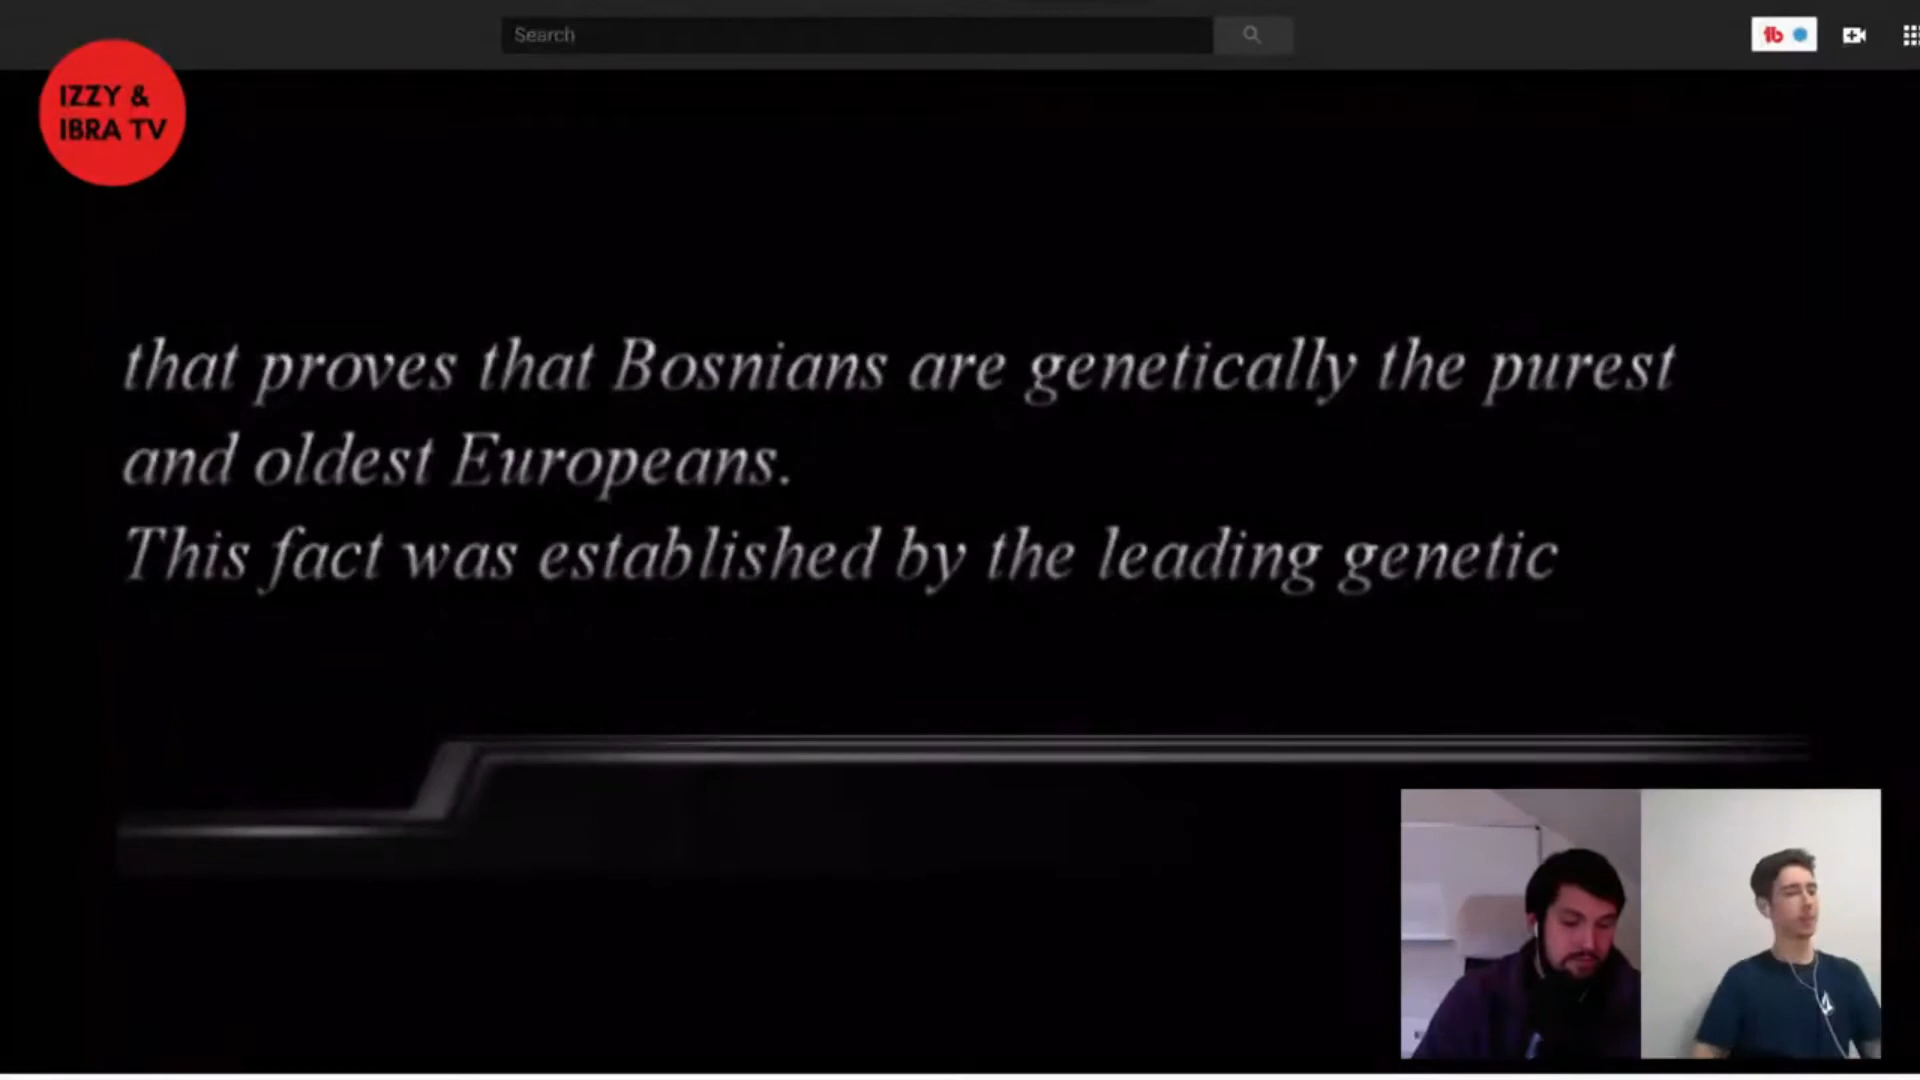 Search
IZZY &
IBRA TV
that proves that Bosnians are genetically the purest
and oldest Europeans.
This fact was established by the leading genetic